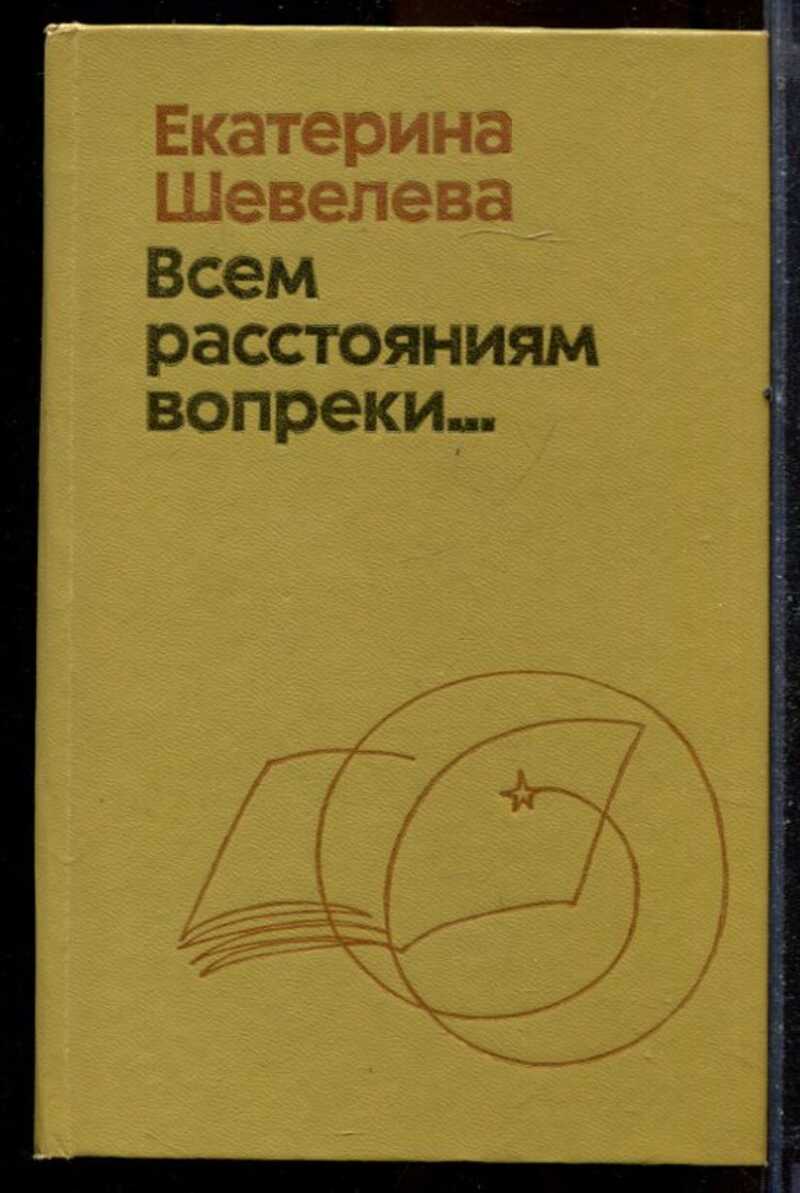 Екатерина
Шевелева
Всем
расстояниям
вопреки...